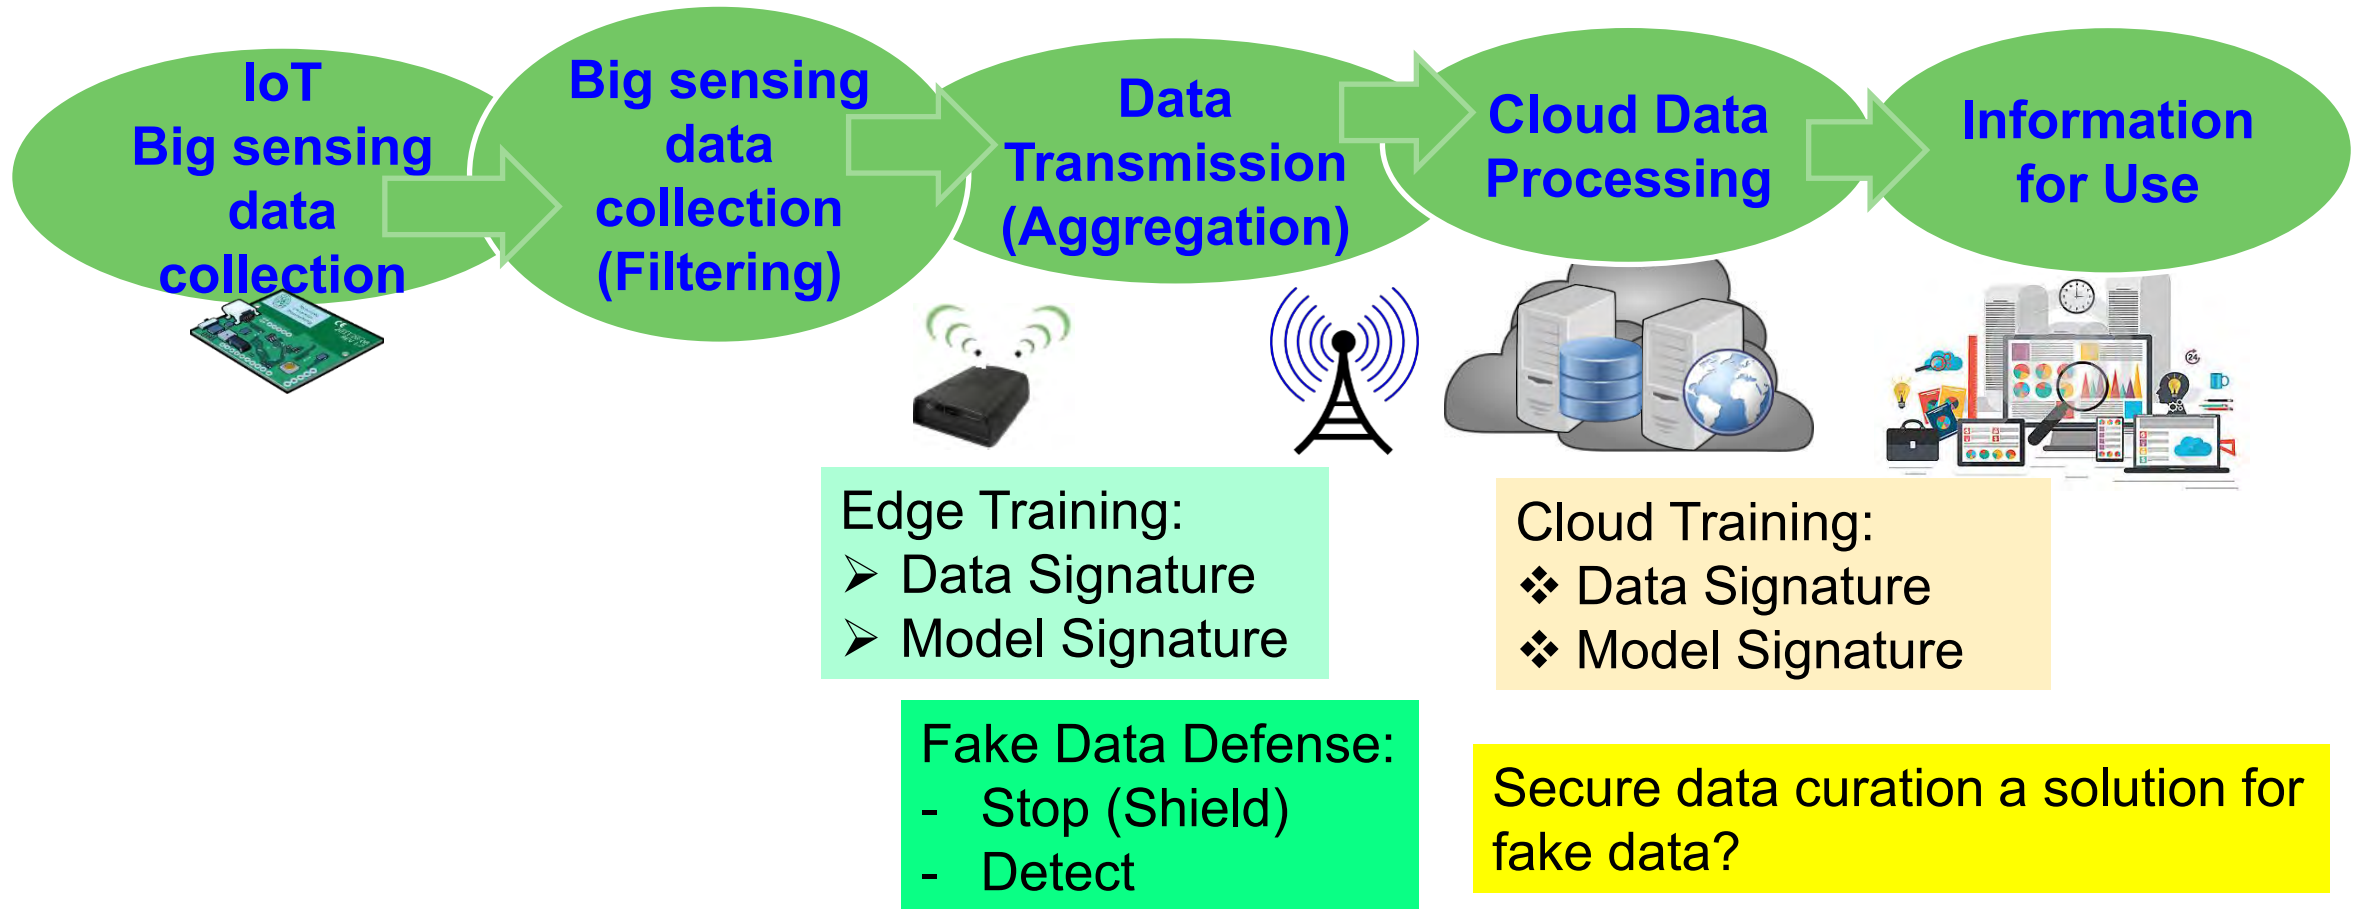 IoT
Big sensing
data
collection
Big sensing
data
collection
(Filtering)
Data
Transmission
(Aggregation)
Cloud Data
Processing
Information
for Use
Edge Training:
➢ Data Signature
➢ Model Signature
Cloud Training:
❖ Data Signature
❖ Model Signature
Fake Data Defense:
- Stop (Shield)
- Detect
Secure data curation a solution for
fake data?